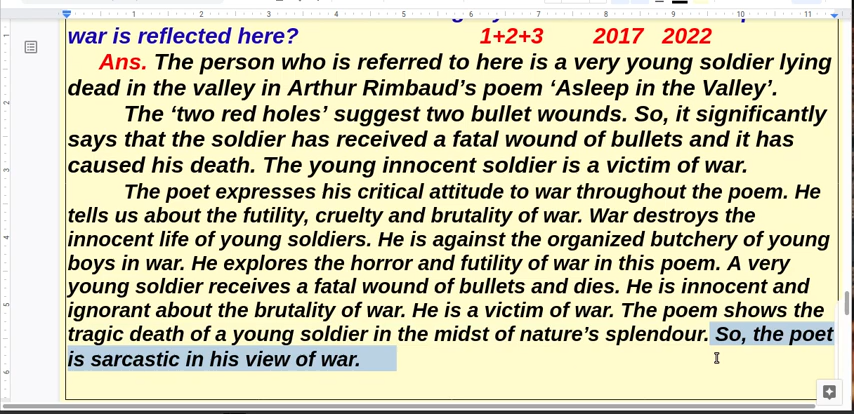 war is reflected here? 1+2+3 2017 2022
Ans. The person who is referred to here is a very young soldier lying
dead in the valley in Arthur Rimbaud’s poem ‘Asleep in the Valley’.
The ‘two red holes’ suggest two bullet wounds. So, it significantly
says that the soldier has received a fatal wound of bullets and it has
caused his death. The young innocent soldier is a victim of war.
The poet expresses his critical attitude to war throughout the poem. He
tells us about the futility, cruelty and brutality of war. War destroys the
innocent life of young soldiers. He is against the organized butchery of young
boys in war. He explores the horror and futility of war in this poem. A very
young soldier receives a fatal wound of bullets and dies. He is innocent and
ignorant about the brutality of war. He is a victim of war. The poem shows the
tragic death of a young soldier in the midst of nature’s splendour. So, the poet
is sarcastic in his view of war.